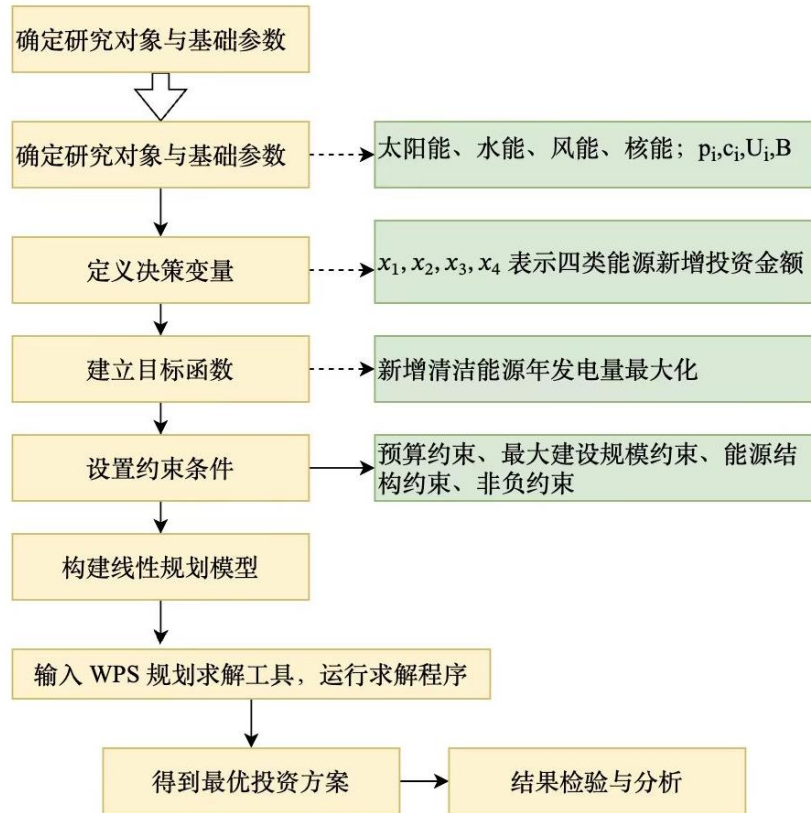 确定研究对象与基础参数
确定研究对象与基础参数
太阳能、水能、风能、核能；p_i,c_i,U_i,B
定义决策变量
x_1, x_2, x_3, x_4 表示四类能源新增投资金额
建立目标函数
新增清洁能源年发电量最大化
设置约束条件
预算约束、最大建设规模约束、能源结
构约束、非负约束
构建线性规划模型
输入 WPS 规划求解工具，运行求解程序
得到最优投资方案
结果检验与分析